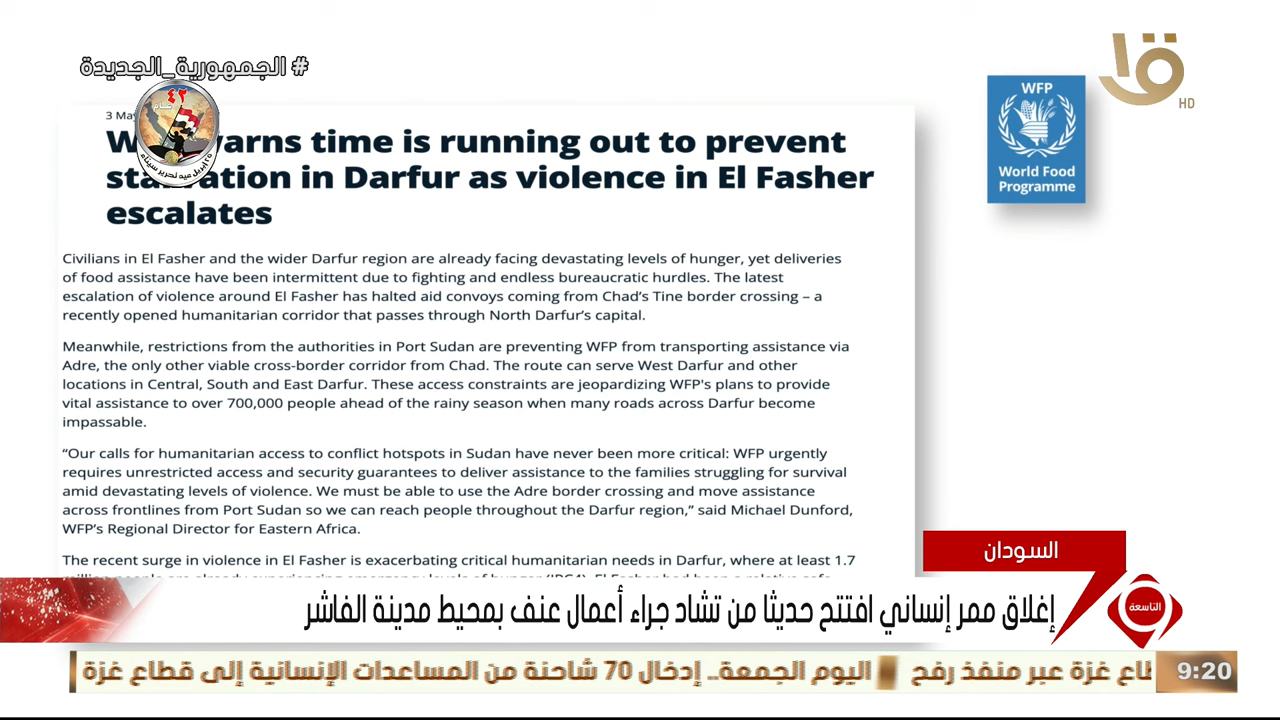 # الجمهورية_الجديدة
HD
WFP
World Food
Programme
٤٢
عام
٢٥ ابريل عيد تحرير سيناء
3 May
warns time is running out to prevent
in Darfur as violence in El Fasher
escalates
Civilians in El Fasher and the wider Darfur region are already facing devastating levels of hunger, yet deliveries
of food assistance have been intermittent due to fighting and endless bureaucratic hurdles. The latest
escalation of violence around El Fasher has halted aid convoys coming from Chad’s Tine border crossing – a
recently opened humanitarian corridor that passes through North Darfur’s capital.
Meanwhile, restrictions from the authorities in Port Sudan are preventing WFP from transporting assistance via
Adre, the only other viable cross-border corridor from Chad. The route can serve West Darfur and other
locations in Central, South and East Darfur. These access constraints are jeopardizing WFP's plans to provide
vital assistance to over 700,000 people ahead of the rainy season when many roads across Darfur become
impassable.
“Our calls for humanitarian access to conflict hotspots in Sudan have never been more critical: WFP urgently
requires unrestricted access and security guarantees to deliver assistance to the families struggling for survival
amid devastating levels of violence. We must be able to use the Adre border crossing and move assistance
across frontlines from Port Sudan so we can reach people throughout the Darfur region,” said Michael Dunford,
WFP’s Regional Director for Eastern Africa.
The recent surge in violence in El Fasher is exacerbating critical humanitarian needs in Darfur, where at least 1.7
السودان
التاسعة
إغلاق ممر إنساني افتتح حديثا من تشاد جراء أعمال عنف بمحيط مدينة الفاشر
غزة عبر منفذ رفح اليوم الجمعة.. إدخال 70 شاحنة من المساعدات الإنسانية إلى قطاع غزة
9:20